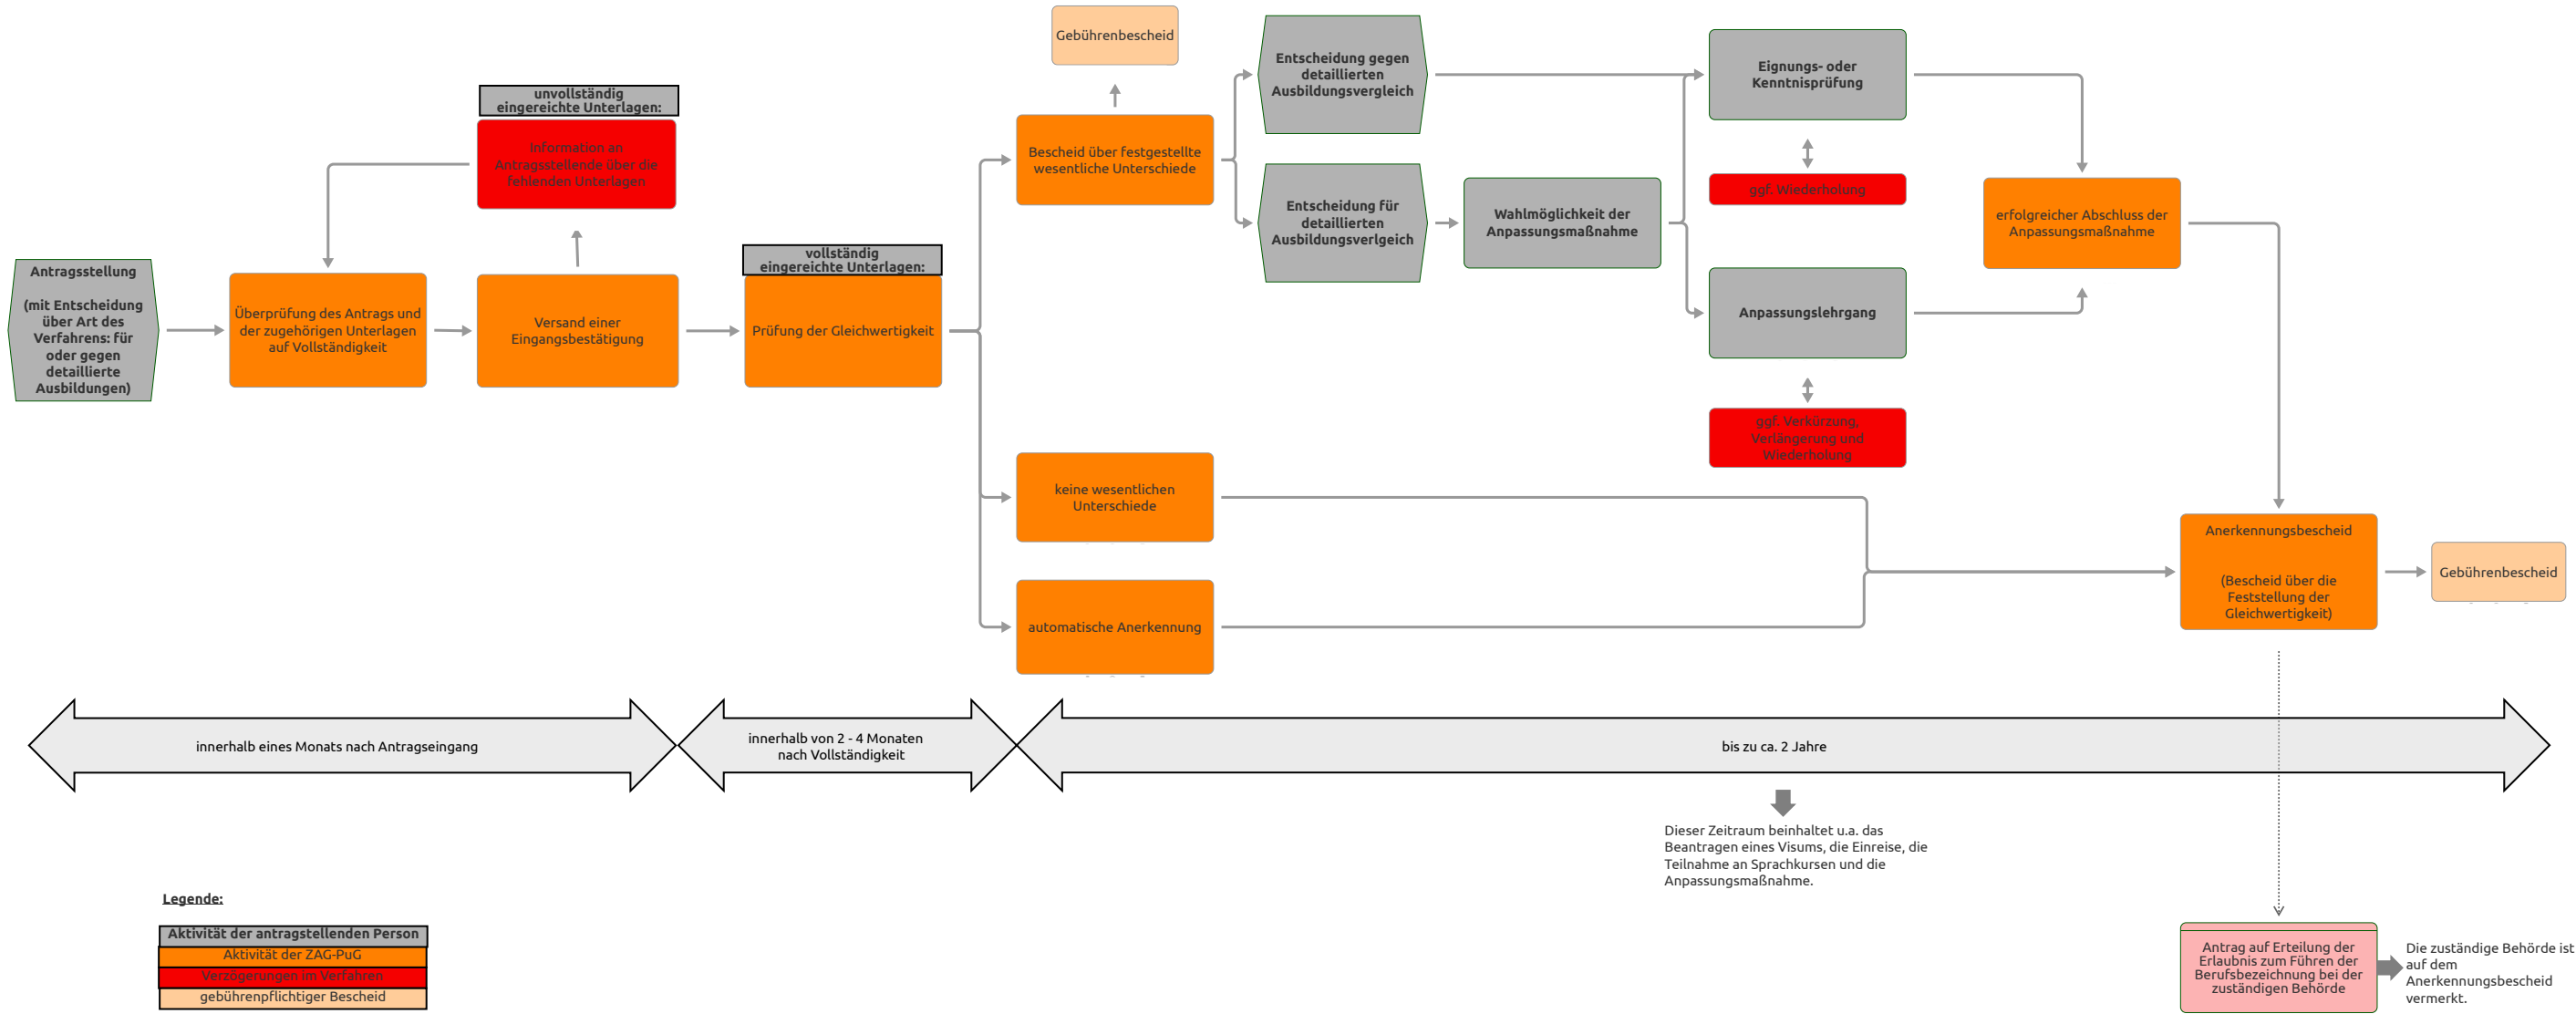 Gebührenbescheid
Entscheidung gegen
detaillierten
Ausbildungsvergleich
Eignungs- oder
Kenntnisprüfung
unvollständig
eingereichte Unterlagen:
Information an
Antragsstellende über die
fehlenden Unterlagen
Bescheid über festgestellte
wesentliche Unterschiede
ggf. Wiederholung
Entscheidung für
detaillierten
Ausbildungsverlgeich
Wahlmöglichkeit der
Anpassungsmaßnahme
erfolgreicher Abschluss der
Anpassungsmaßnahme
Antragsstellung
(mit Entscheidung
über Art des
Verfahrens: für
oder gegen
detaillierte
Ausbildungen)
Überprüfung des Antrags und
der zugehörigen Unterlagen
auf Vollständigkeit
Versand einer
Eingangsbestätigung
vollständig
eingereichte Unterlagen:
Prüfung der Gleichwertigkeit
Anpassungslehrgang
ggf. Verkürzung,
Verlängerung und
Wiederholung
keine wesentlichen
Unterschiede
automatische Anerkennung
Anerkennungsbescheid
(Bescheid über die
Feststellung der
Gleichwertigkeit)
Gebührenbescheid
innerhalb eines Monats nach Antragseingang
innerhalb von 2 - 4 Monaten
nach Vollständigkeit
bis zu ca. 2 Jahre
Dieser Zeitraum beinhaltet u.a. das
Beantragen eines Visums, die Einreise, die
Teilnahme an Sprachkursen und die
Anpassungsmaßnahme.
Legende:
Aktivität der antragstellenden Person
Aktivität der ZAG-PuG
Verzögerungen im Verfahren
gebührenpflichtiger Bescheid
Antrag auf Erteilung der
Erlaubnis zum Führen der
Berufsbezeichnung bei der
zuständigen Behörde
Die zuständige Behörde ist
auf dem
Anerkennungsbescheid
vermerkt.